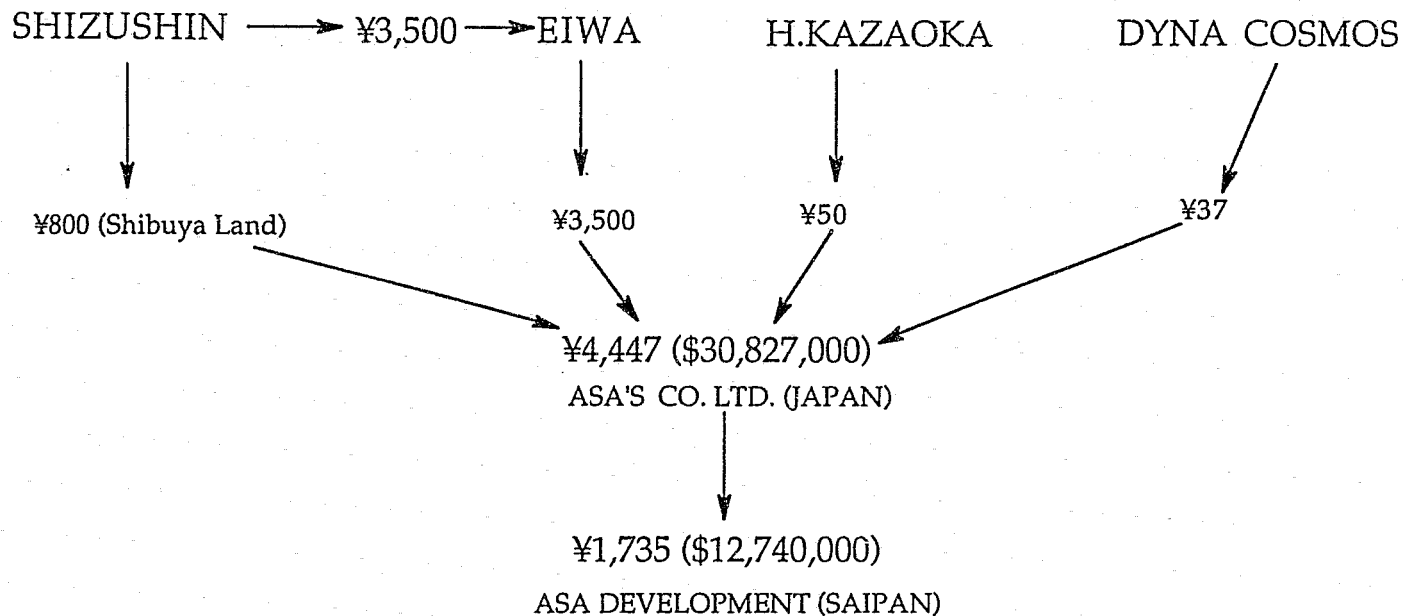 SHIZUSHIN ¥3,500 EIWA H.KAZAOKA DYNA COSMOS
¥800 (Shibuya Land) ¥3,500 ¥50 ¥37
¥4,447 ($30,827,000)
ASA'S CO. LTD. (JAPAN)
¥1,735 ($12,740,000)
ASA DEVELOPMENT (SAIPAN)